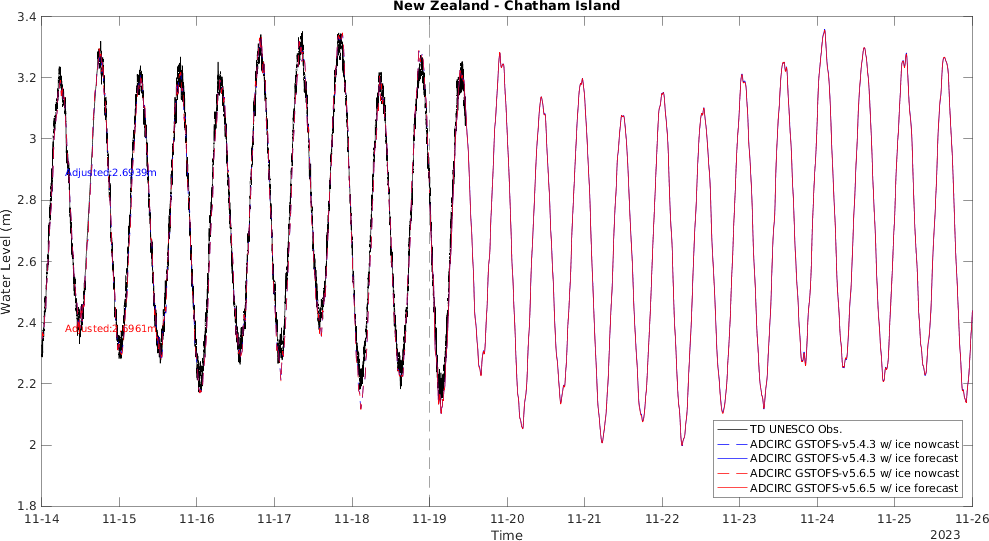 New Zealand - Chatham Island
3.4
3.2
3
2.8
2.6
2.4
2.2
2
1.8
Water Level (m)
Adjusted:2.6939m
Adjusted:2.6961m
TD UNESCO Obs.
ADCIRC GSTOFS-v5.4.3 w/ ice nowcast
ADCIRC GSTOFS-v5.4.3 w/ ice forecast
ADCIRC GSTOFS-v5.6.5 w/ ice nowcast
ADCIRC GSTOFS-v5.6.5 w/ ice forecast
11-14 11-15 11-16 11-17 11-18 11-19 11-20 11-21 11-22 11-23 11-24 11-25 11-26
Time
2023